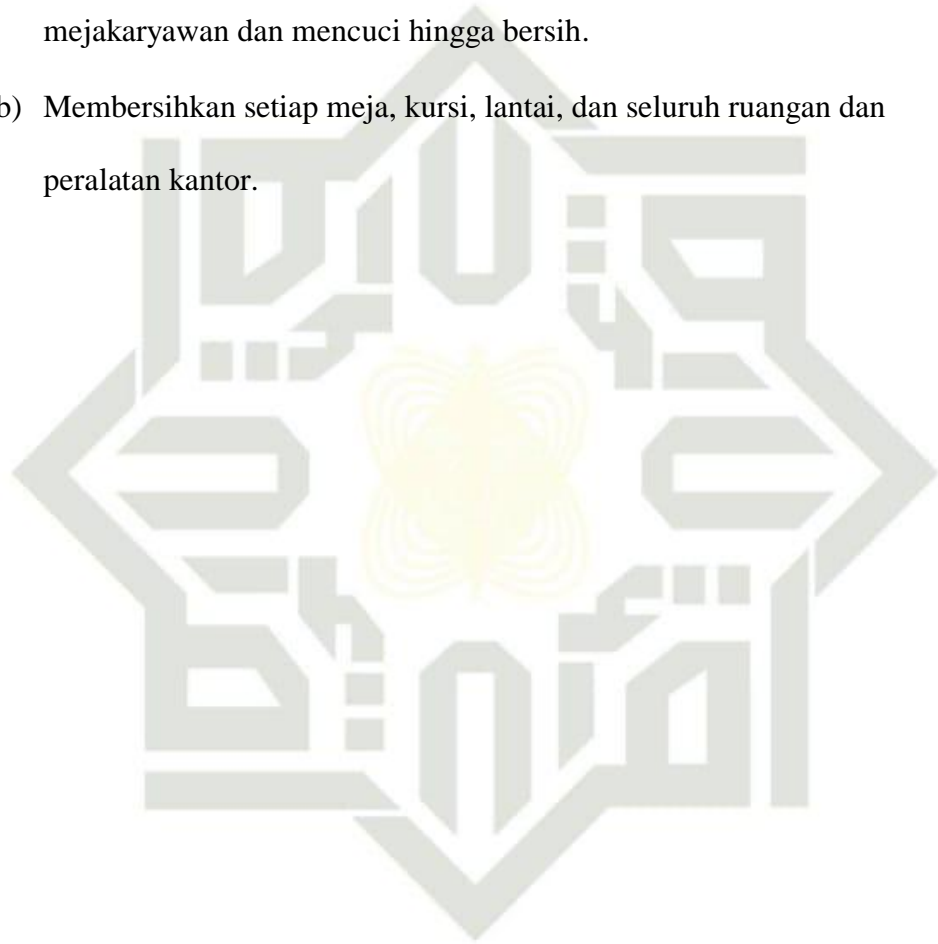 mejakaryawan dan mencuci hingga bersih.
b) Membersihkan setiap meja, kursi, lantai, dan seluruh ruangan dan
peralatan kantor.